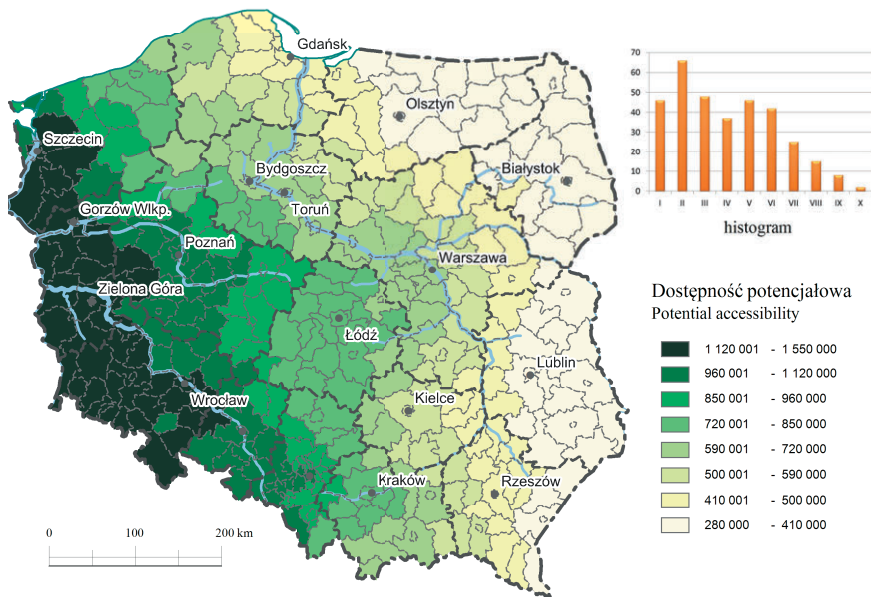 Gdańsk
Olsztyn
Szczecin
Białystok
Bydgoszcz
Toruń
Gorzów Wlkp.
Poznań
Warszawa
Zielona Góra
Łódź
Lublin
Wrocław
Kielce
Kraków
Rzeszów
0 100 200 km
70
60
50
40
30
20
10
0
I II III IV V VI VII VIII IX X
histogram
Dostępność potencjałowa
Potential accessibility
1 120 001 - 1 550 000
960 001 - 1 120 000
850 001 - 960 000
720 001 - 850 000
590 001 - 720 000
500 001 - 590 000
410 001 - 500 000
280 000 - 410 000